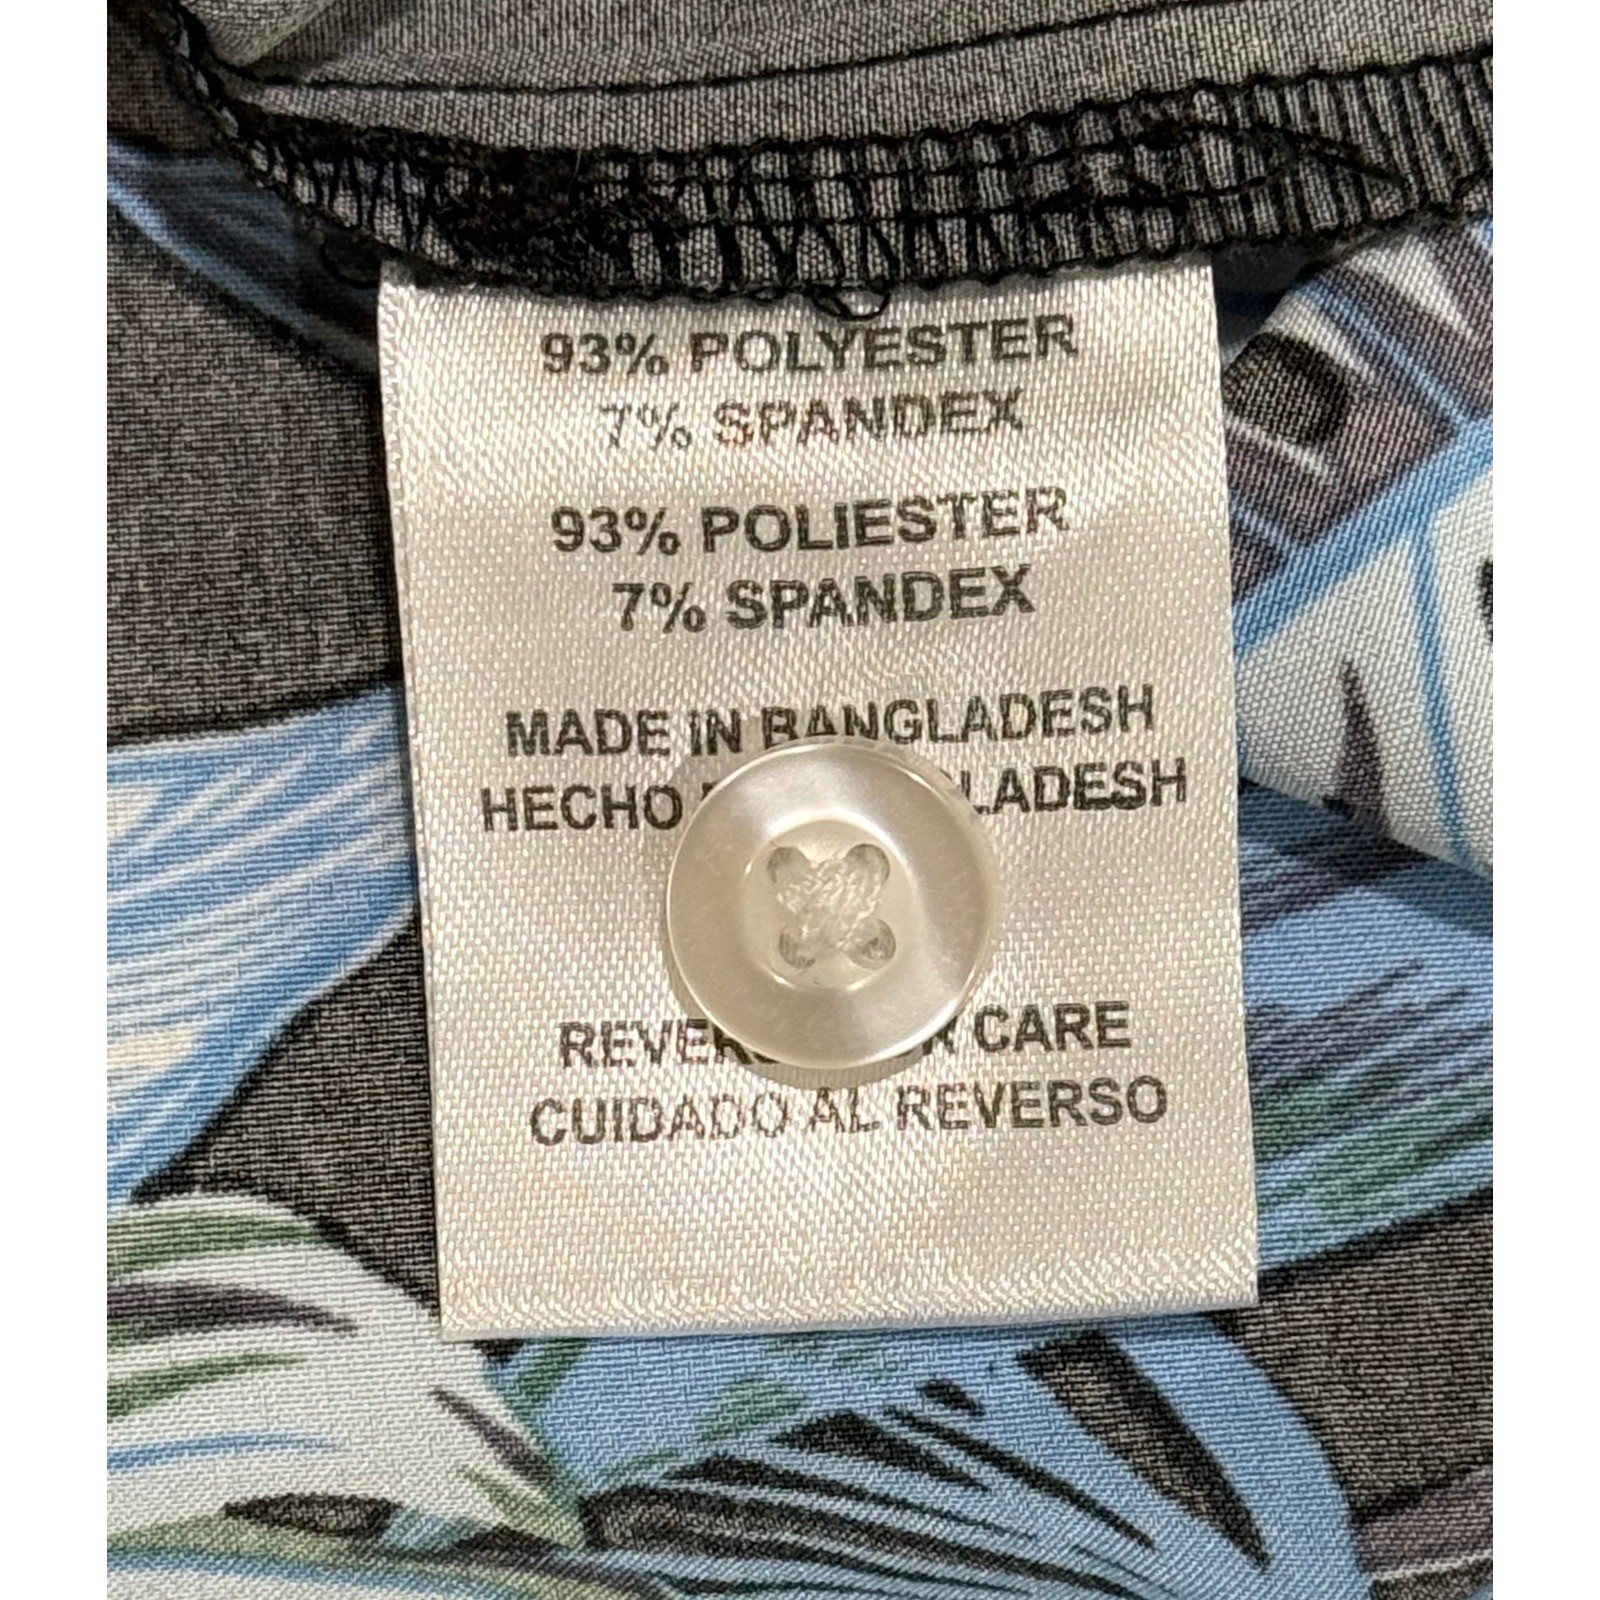 93% POLYESTER
7% SPANDEX
93% POLIESTER
7% SPANDEX
MADE IN BANGLADESH
HECHO
CARE
CUIDADO AL REVERSO